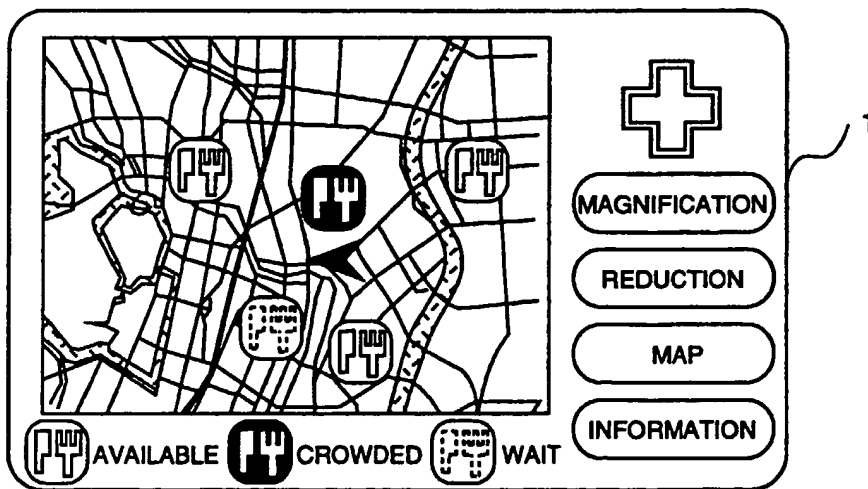 MAGNIFICATION
REDUCTION
MAP
INFORMATION
AVAILABLE CROWDED WAIT